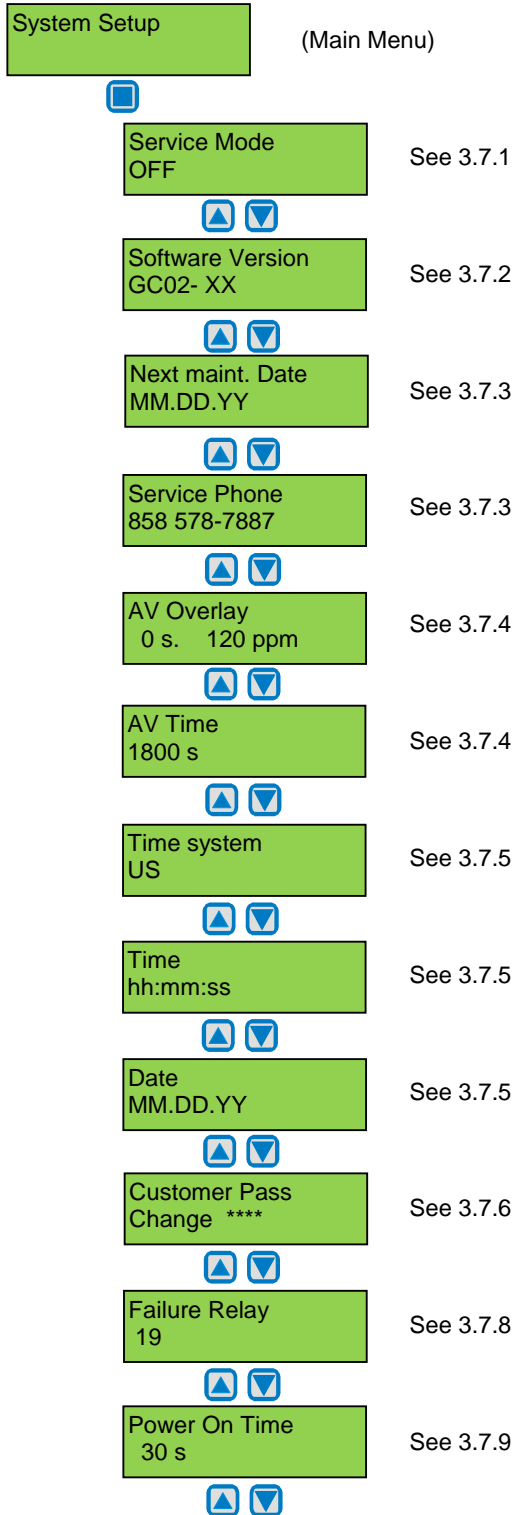 System Setup
(Main Menu)
Service Mode
OFF
See 3.7.1
Software Version
GC02- XX
See 3.7.2
Next maint. Date
MM.DD.YY
See 3.7.3
Service Phone
858 578-7887
See 3.7.3
AV Overlay
0 s. 120 ppm
See 3.7.4
AV Time
1800 s
See 3.7.4
Time system
US
See 3.7.5
Time
hh:mm:ss
See 3.7.5
Date
MM.DD.YY
See 3.7.5
Customer Pass
Change ****
See 3.7.6
Failure Relay
19
See 3.7.8
Power On Time
30 s
See 3.7.9